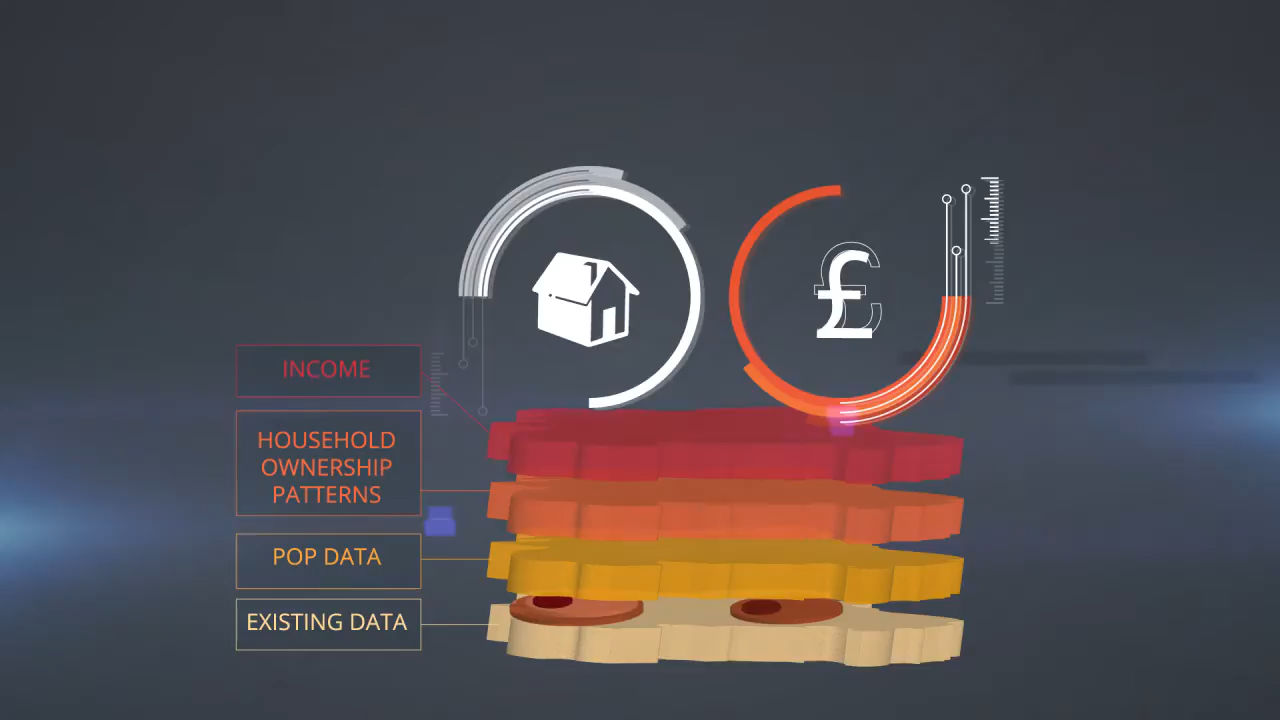 £
INCOME
HOUSEHOLD
OWNERSHIP
PATTERNS
POP DATA
EXISTING DATA